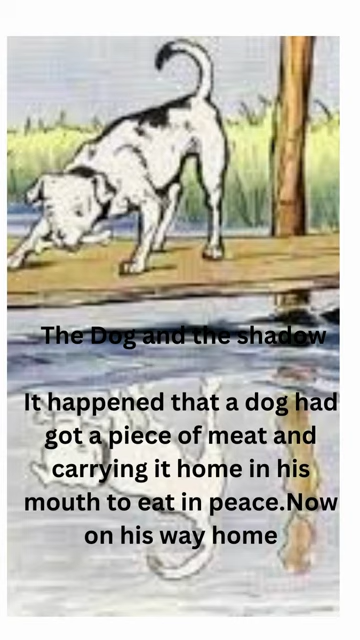 The Dog and the shadow
It happened that a dog had
got a piece of meat and
carrying it home in his
mouth to eat in peace.Now
on his way home